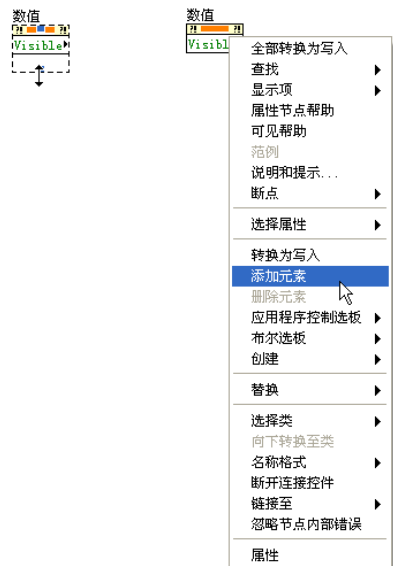 数值
Visible
数值
Visibl
全部转换为写入
查找
显示项
属性节点帮助
可见帮助
范例
说明和提示...
断点
选择属性
转换为写入
添加元素
删除元素
应用程序控制选板
布尔选板
创建
替换
选择类
向下转换至类
名称格式
断开连接控件
链接至
忽略节点内部错误
属性